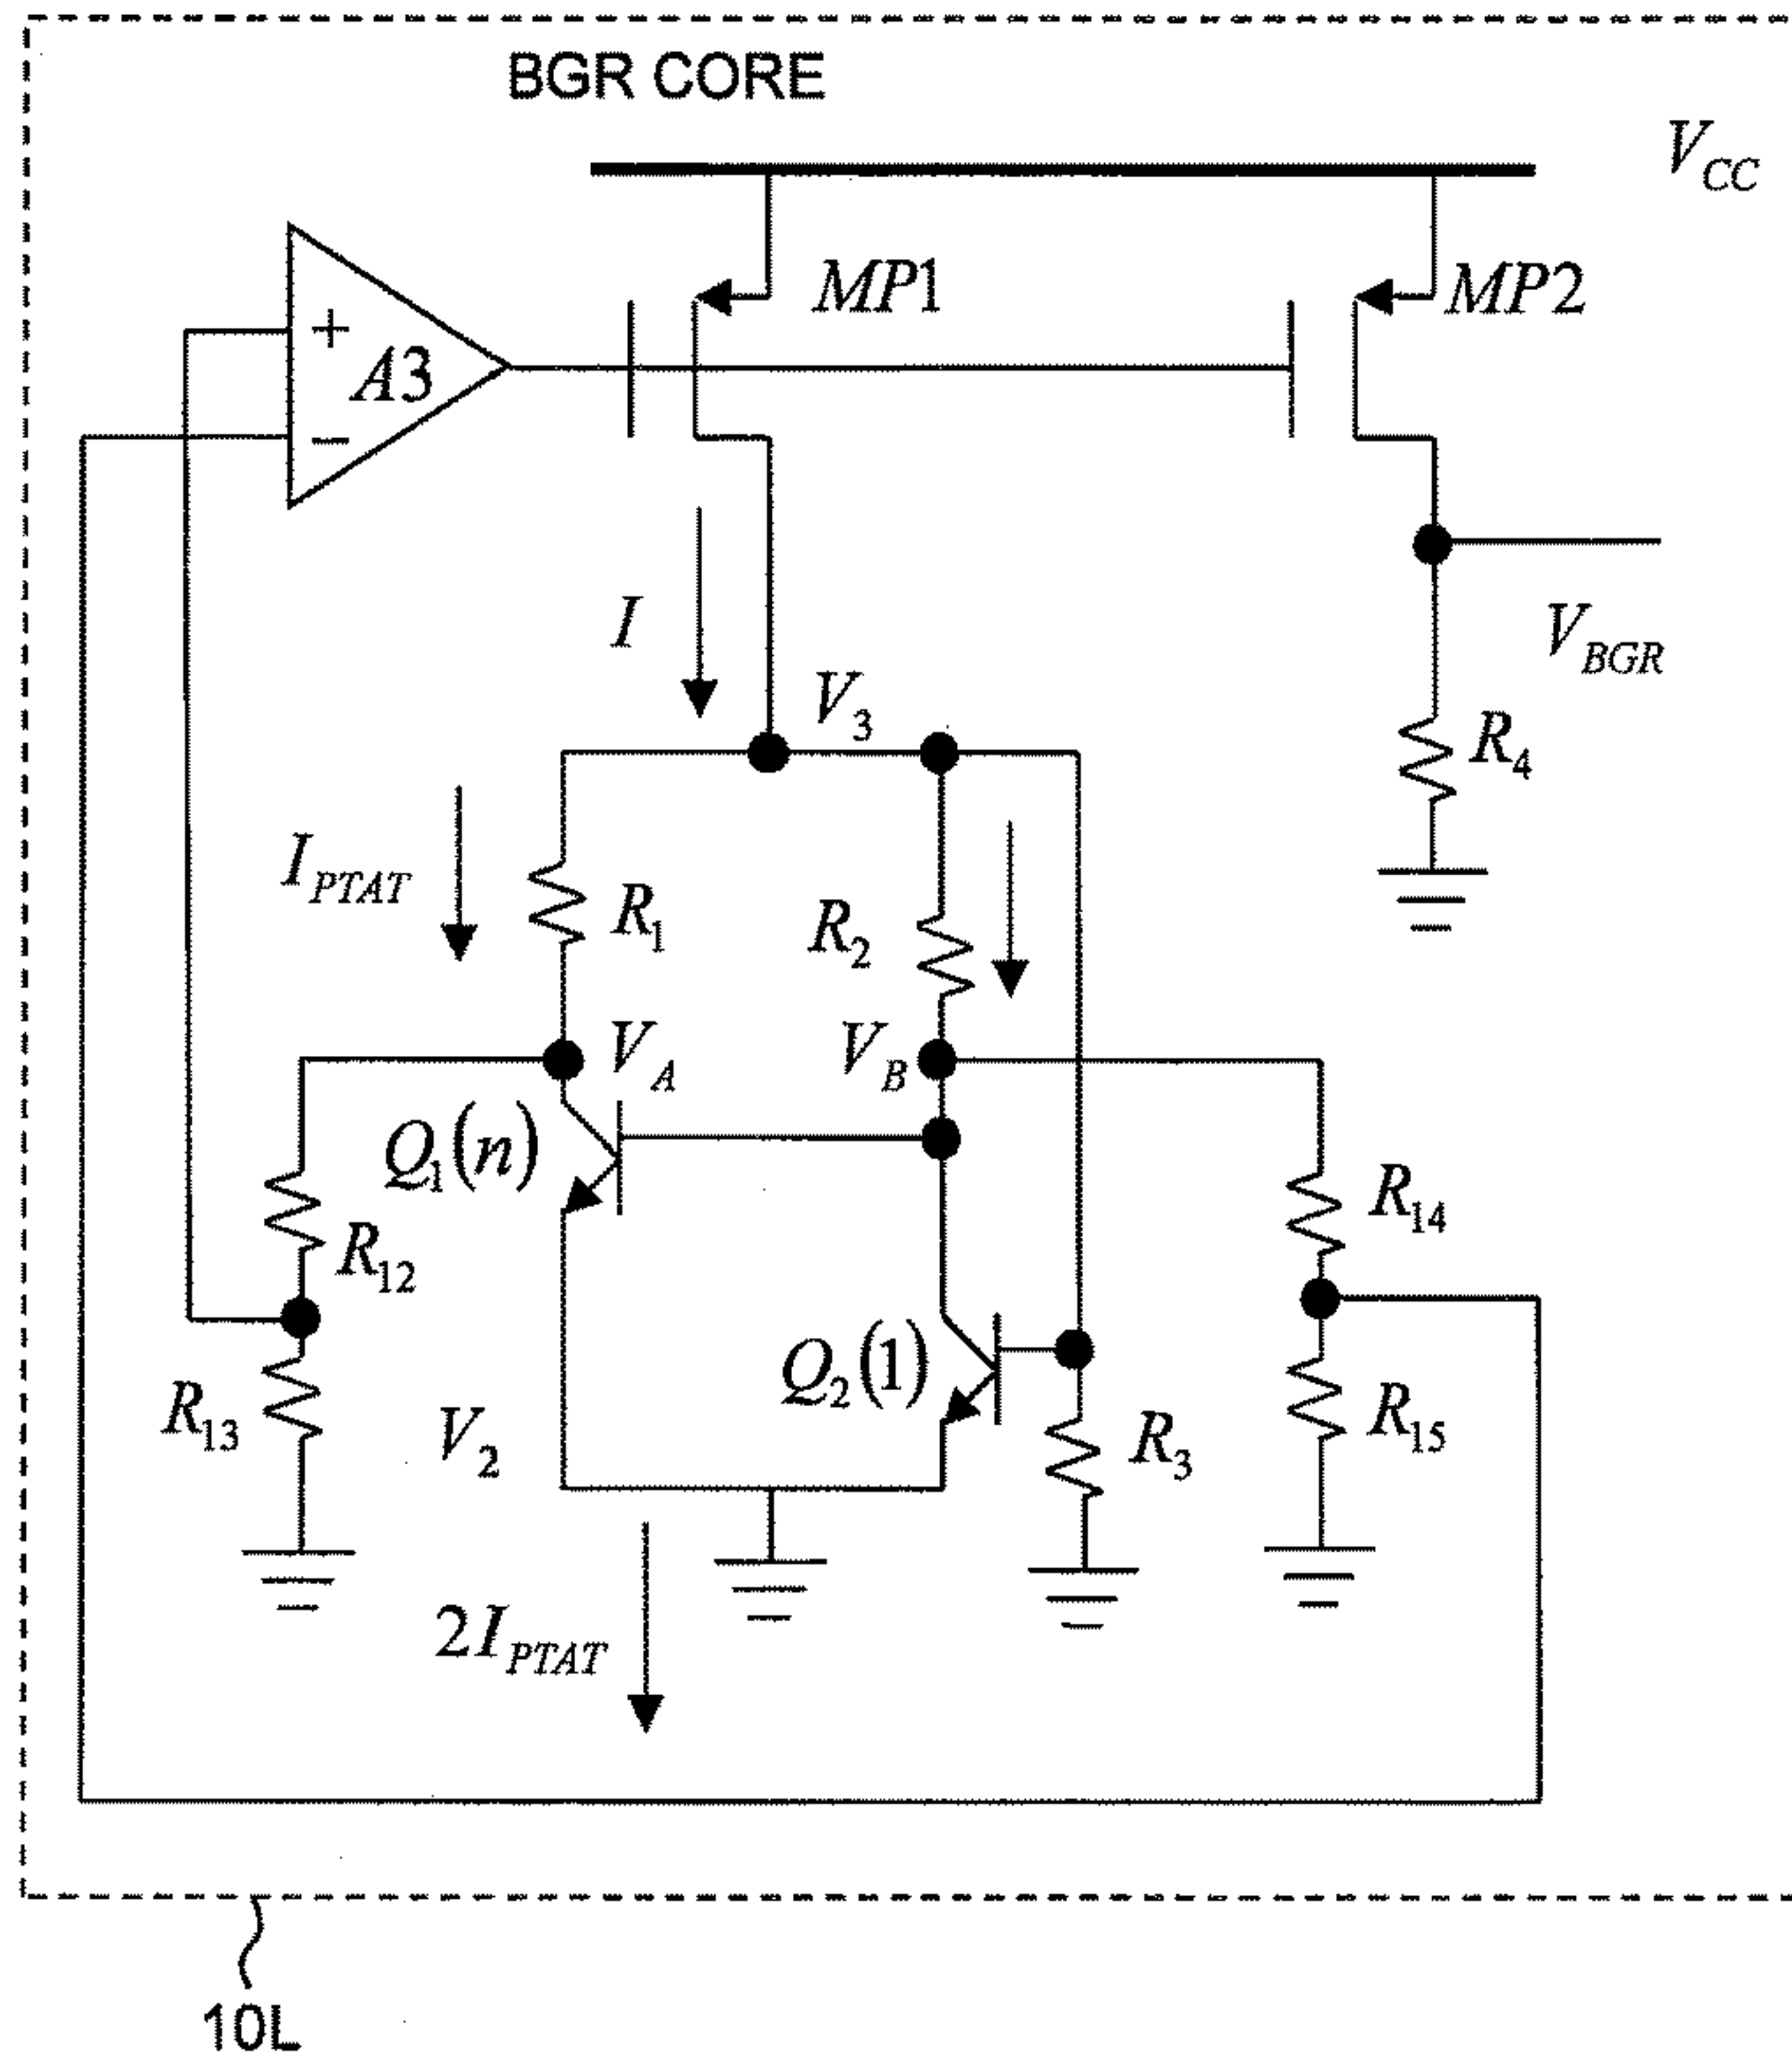 BGR CORE
V_CC
MP1
MP2
+
A3
−
I
V_3
V_BGR
R_4
I_PTAT
R_1
R_2
V_A
V_B
Q_1(n)
R_14
R_12
Q_2(1)
R_13
V_2
R_3
R_15
2I_PTAT
10L